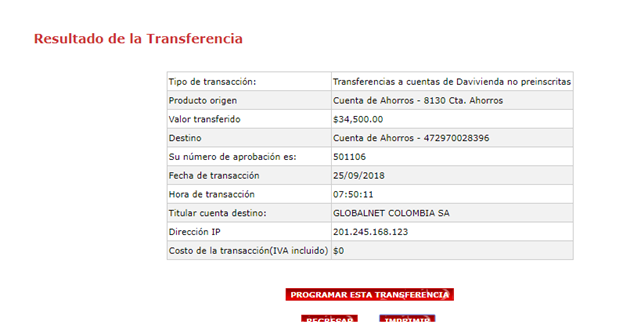 Resultado de la Transferencia
Tipo de transacción: Transferencias a cuentas de Davivienda no preinscritas
Producto origen Cuenta de Ahorros - 8130 Cta. Ahorros
Valor transferido $34,500.00
Destino Cuenta de Ahorros - 472970028396
Su número de aprobación es: 501106
Fecha de transacción 25/09/2018
Hora de transacción 07:50:11
Titular cuenta destino: GLOBALNET COLOMBIA SA
Dirección IP 201.245.168.123
Costo de la transacción(IVA incluido) $0
PROGRAMAR ESTA TRANSFERENCIA
REGRESAR IMPRIMIR